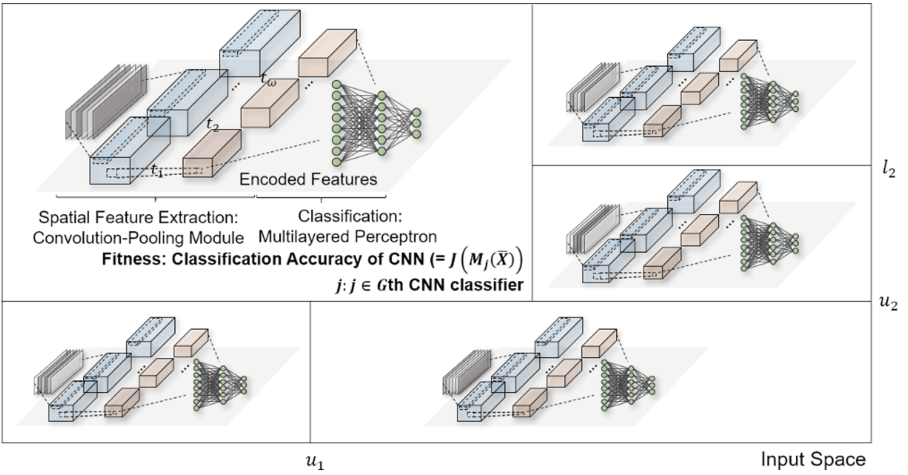 t_ω
t_2
t_1
Encoded Features
Spatial Feature Extraction:
Convolution-Pooling Module
Classification:
Multilayered Perceptron
Fitness: Classification Accuracy of CNN (= J(M_j(X̅))
j: j ∈ Gth CNN classifier
l_2
u_2
u_1
Input Space